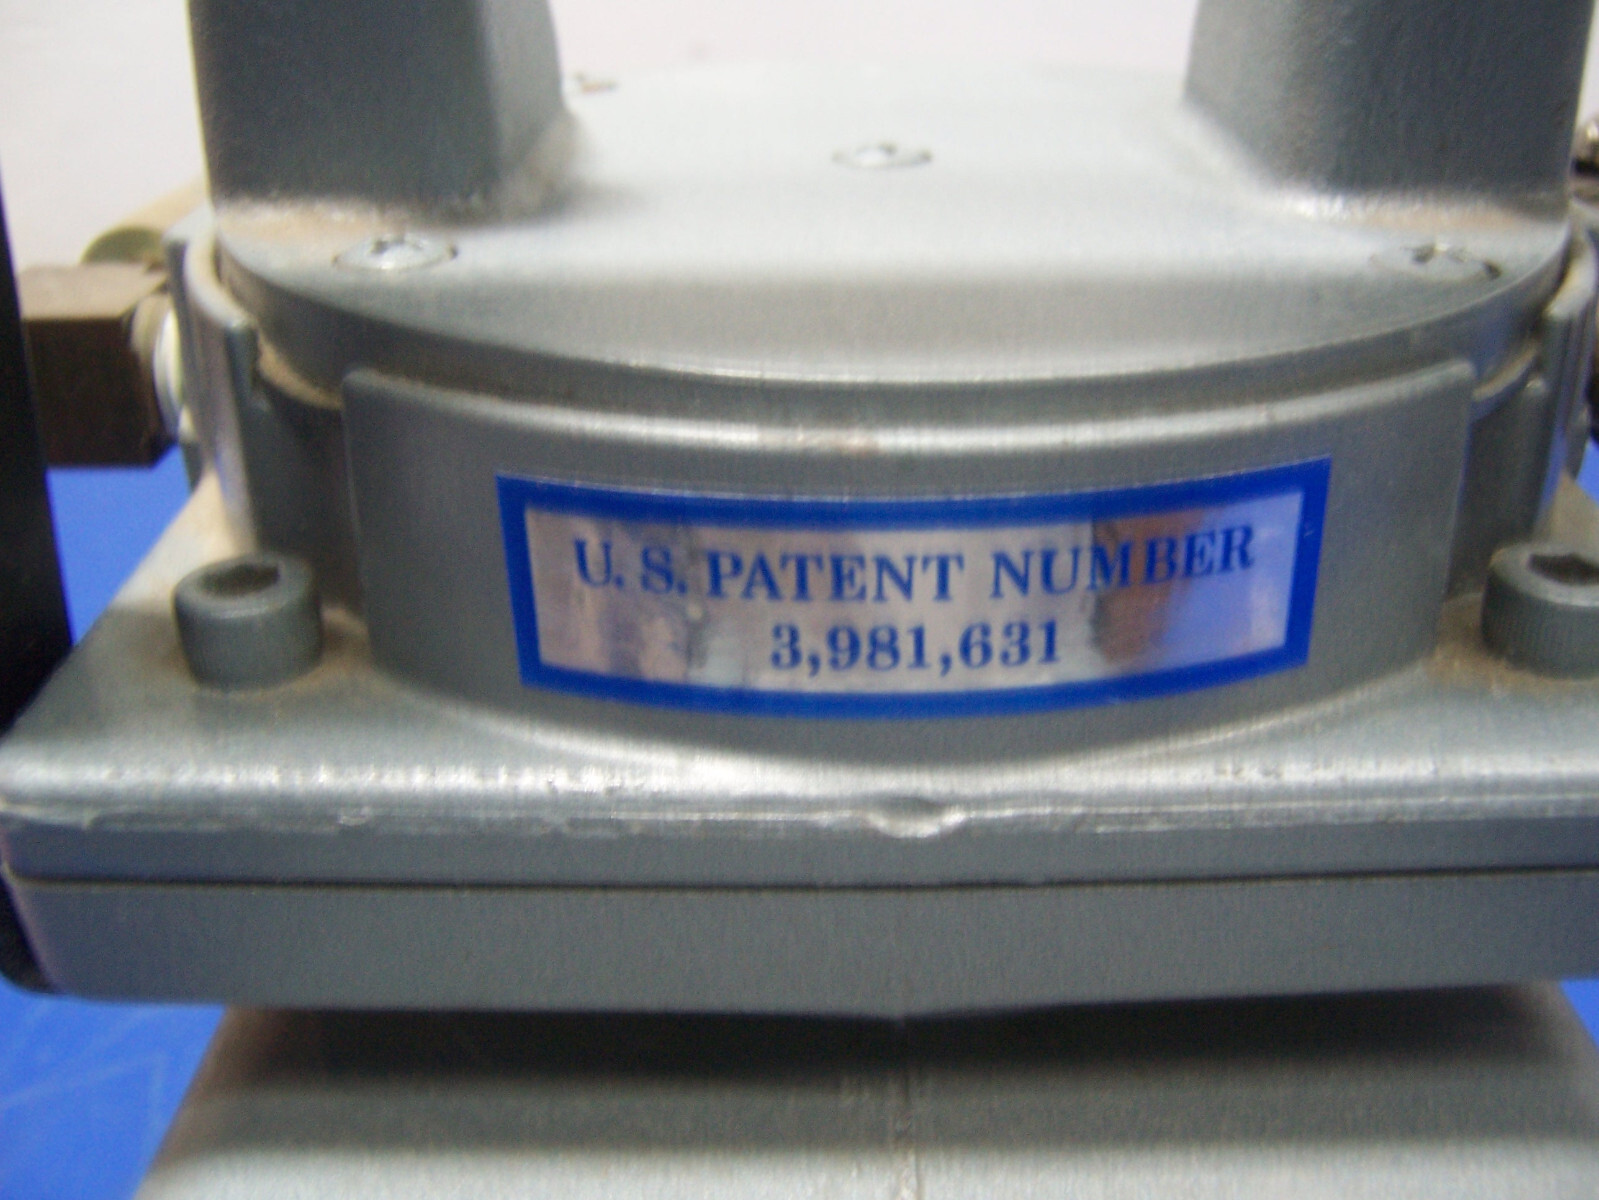 U. S. PATENT NUMBER
3,981,631